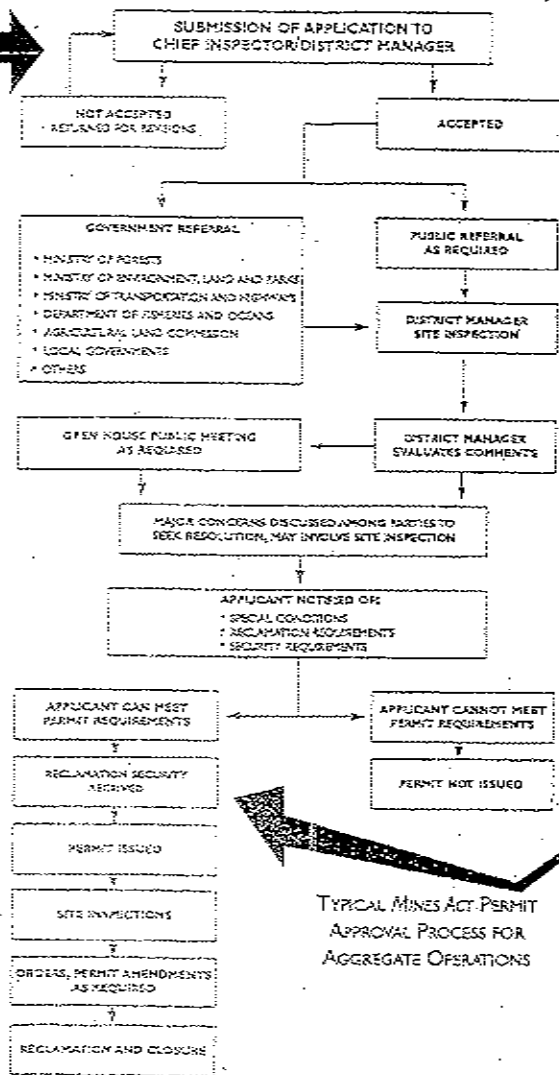 SUBMISSION OF APPLICATION TO
CHIEF INSPECTOR/DISTRICT MANAGER
NOT ACCEPTED
- RETURNED FOR REVISIONS
ACCEPTED
GOVERNMENT REFERRAL
• MINISTRY OF FORESTS
• MINISTRY OF ENVIRONMENT, LAND AND PARKS
• MINISTRY OF TRANSPORTATION AND HIGHWAYS
• DEPARTMENT OF FISHERIES AND OCEANS
• AGRICULTURAL LAND COMMISSION
• LOCAL GOVERNMENTS
• OTHERS
PUBLIC REFERRAL
AS REQUIRED
DISTRICT MANAGER
SITE INSPECTION
OPEN HOUSE PUBLIC MEETING
AS REQUIRED
DISTRICT MANAGER
EVALUATES COMMENTS
MAJOR CONCERNS DISCUSSED AMONG PARTIES TO
SEEK RESOLUTION, MAY INVOLVE SITE INSPECTION
APPLICANT NOTIFIED OF:
• SPECIAL CONDITIONS
• RECLAMATION REQUIREMENTS
• SECURITY REQUIREMENTS
APPLICANT CAN MEET
PERMIT REQUIREMENTS
APPLICANT CANNOT MEET
PERMIT REQUIREMENTS
RECLAMATION SECURITY
RECEIVED
PERMIT NOT ISSUED
PERMIT ISSUED
SITE INSPECTIONS
ORDERS, PERMIT AMENDMENTS
AS REQUIRED
RECLAMATION AND CLOSURE
TYPICAL MINES ACT PERMIT
APPROVAL PROCESS FOR
AGGREGATE OPERATIONS